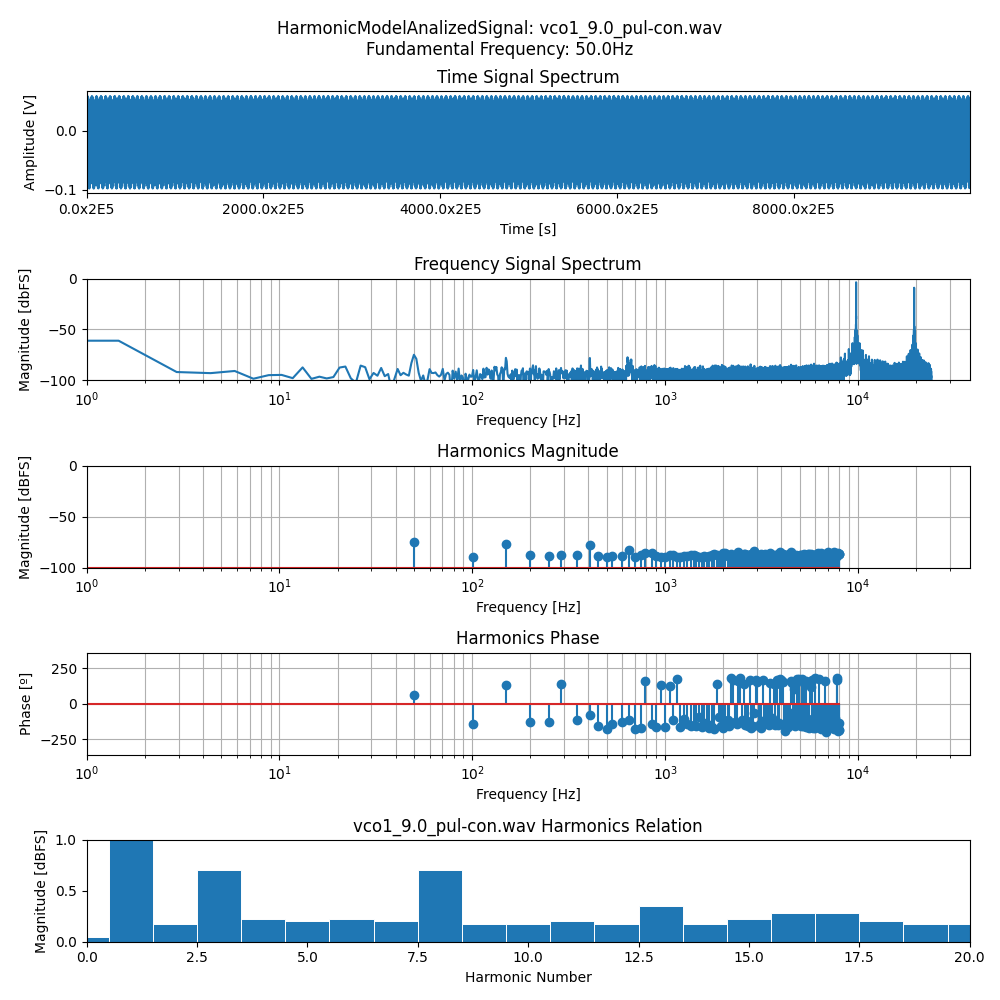 HarmonicModelAnalizedSignal: vco1_9.0_pul-con.wav
Fundamental Frequency: 50.0Hz
Time Signal Spectrum
Amplitude [V]
0.0
−0.1
0.0x2E5 2000.0x2E5 4000.0x2E5 6000.0x2E5 8000.0x2E5
Time [s]
Frequency Signal Spectrum
Magnitude [dbFS]
0
−50
−100
10^0 10^1 10^2 10^3 10^4
Frequency [Hz]
Harmonics Magnitude
Magnitude [dBFS]
0
−50
−100
10^0 10^1 10^2 10^3 10^4
Frequency [Hz]
Harmonics Phase
Phase [º]
250
0
−250
10^0 10^1 10^2 10^3 10^4
Frequency [Hz]
vco1_9.0_pul-con.wav Harmonics Relation
Magnitude [dBFS]
1.0
0.5
0.0
0.0 2.5 5.0 7.5 10.0 12.5 15.0 17.5 20.0
Harmonic Number